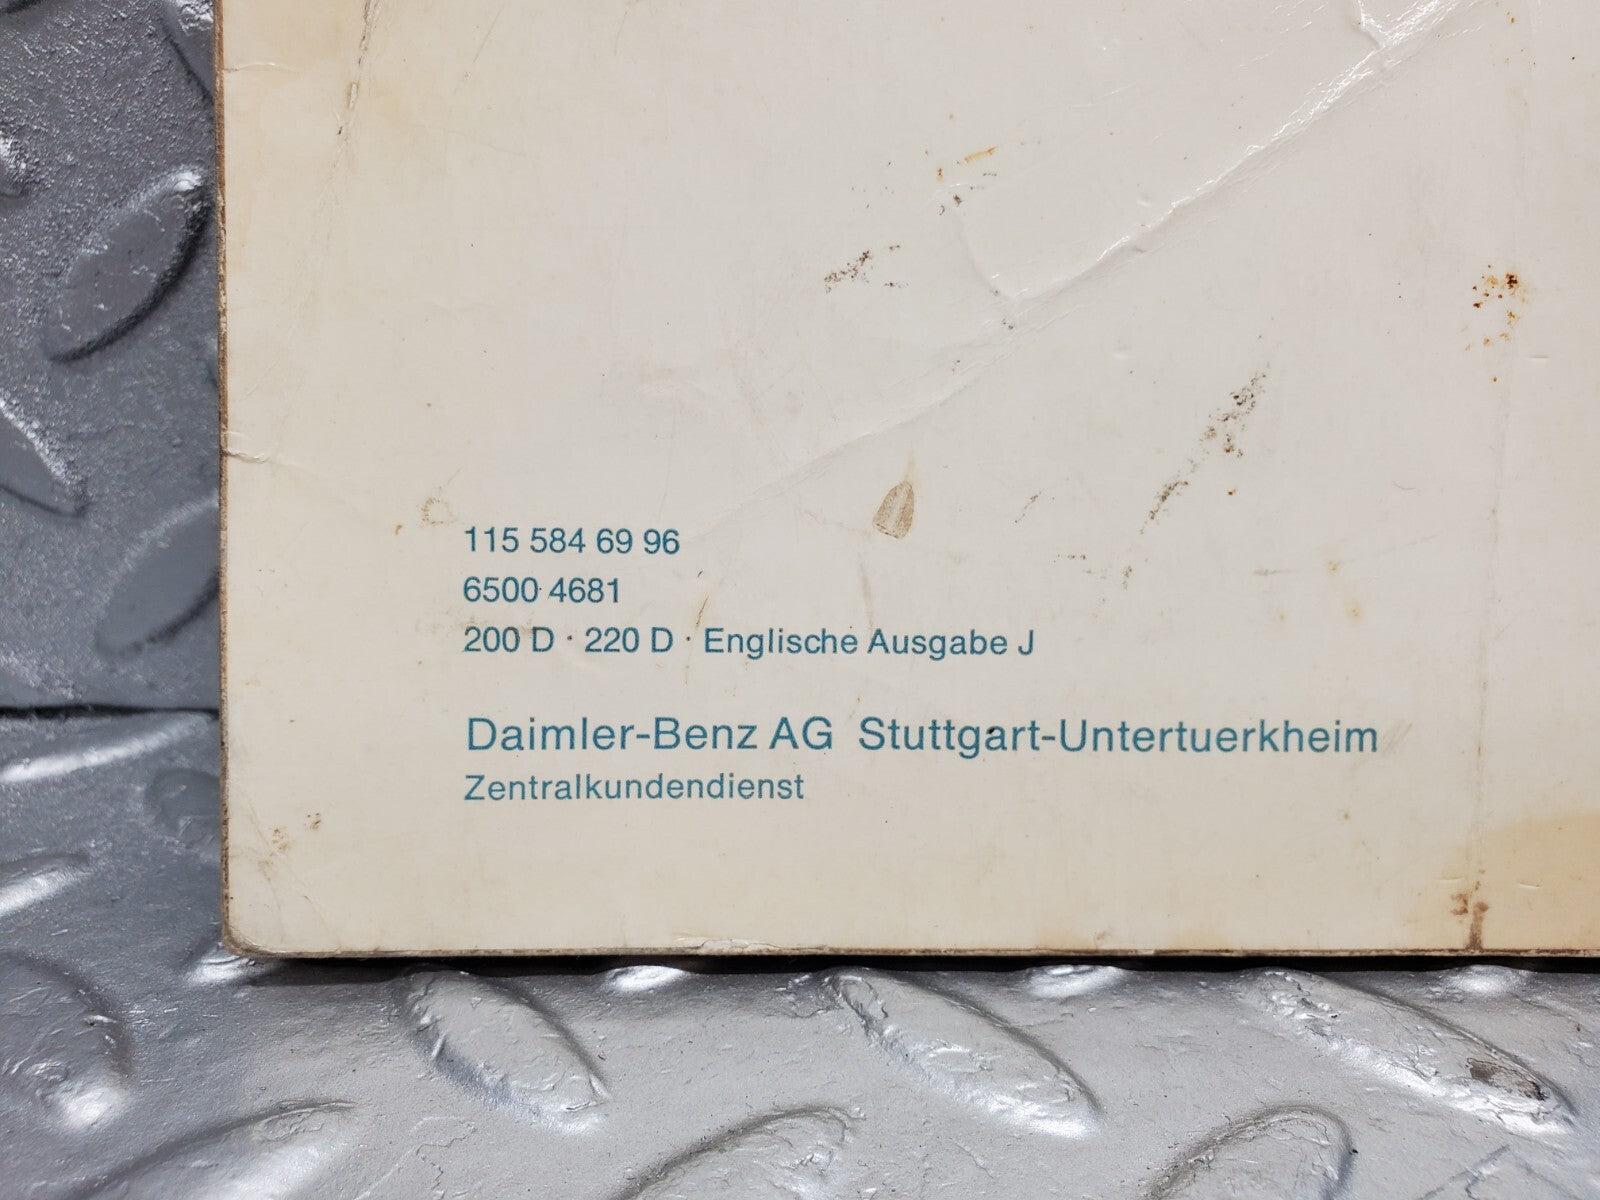 115 584 69 96
6500 4681
200 D · 220 D · Englische Ausgabe J
Daimler-Benz AG Stuttgart-Untertuerkheim
Zentralkundendienst